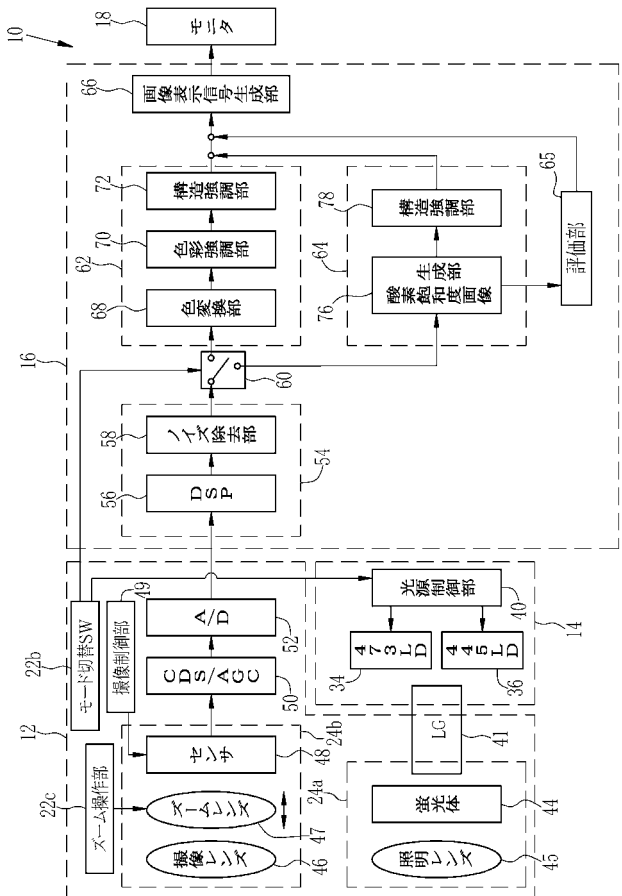 10
モニタ
18
66
画像表示信号生成部
62
72
構造強調部
70
色彩強調部
68
色変換部
64
78
構造強調部
76
酸素飽和度画像
生成部
65
評価部
16
60
58
ノイズ除去部
56
DSP
54
12
22b
モード切替SW
49
撮像制御部
22c
ズーム操作部
A/D
52
CDS/AGC
50
センサ
48
24b
ズームレンズ
47
撮像レンズ
46
光源制御部
40
14
473LD
34
445LD
36
LG
41
24a
蛍光体
44
照明レンズ
45